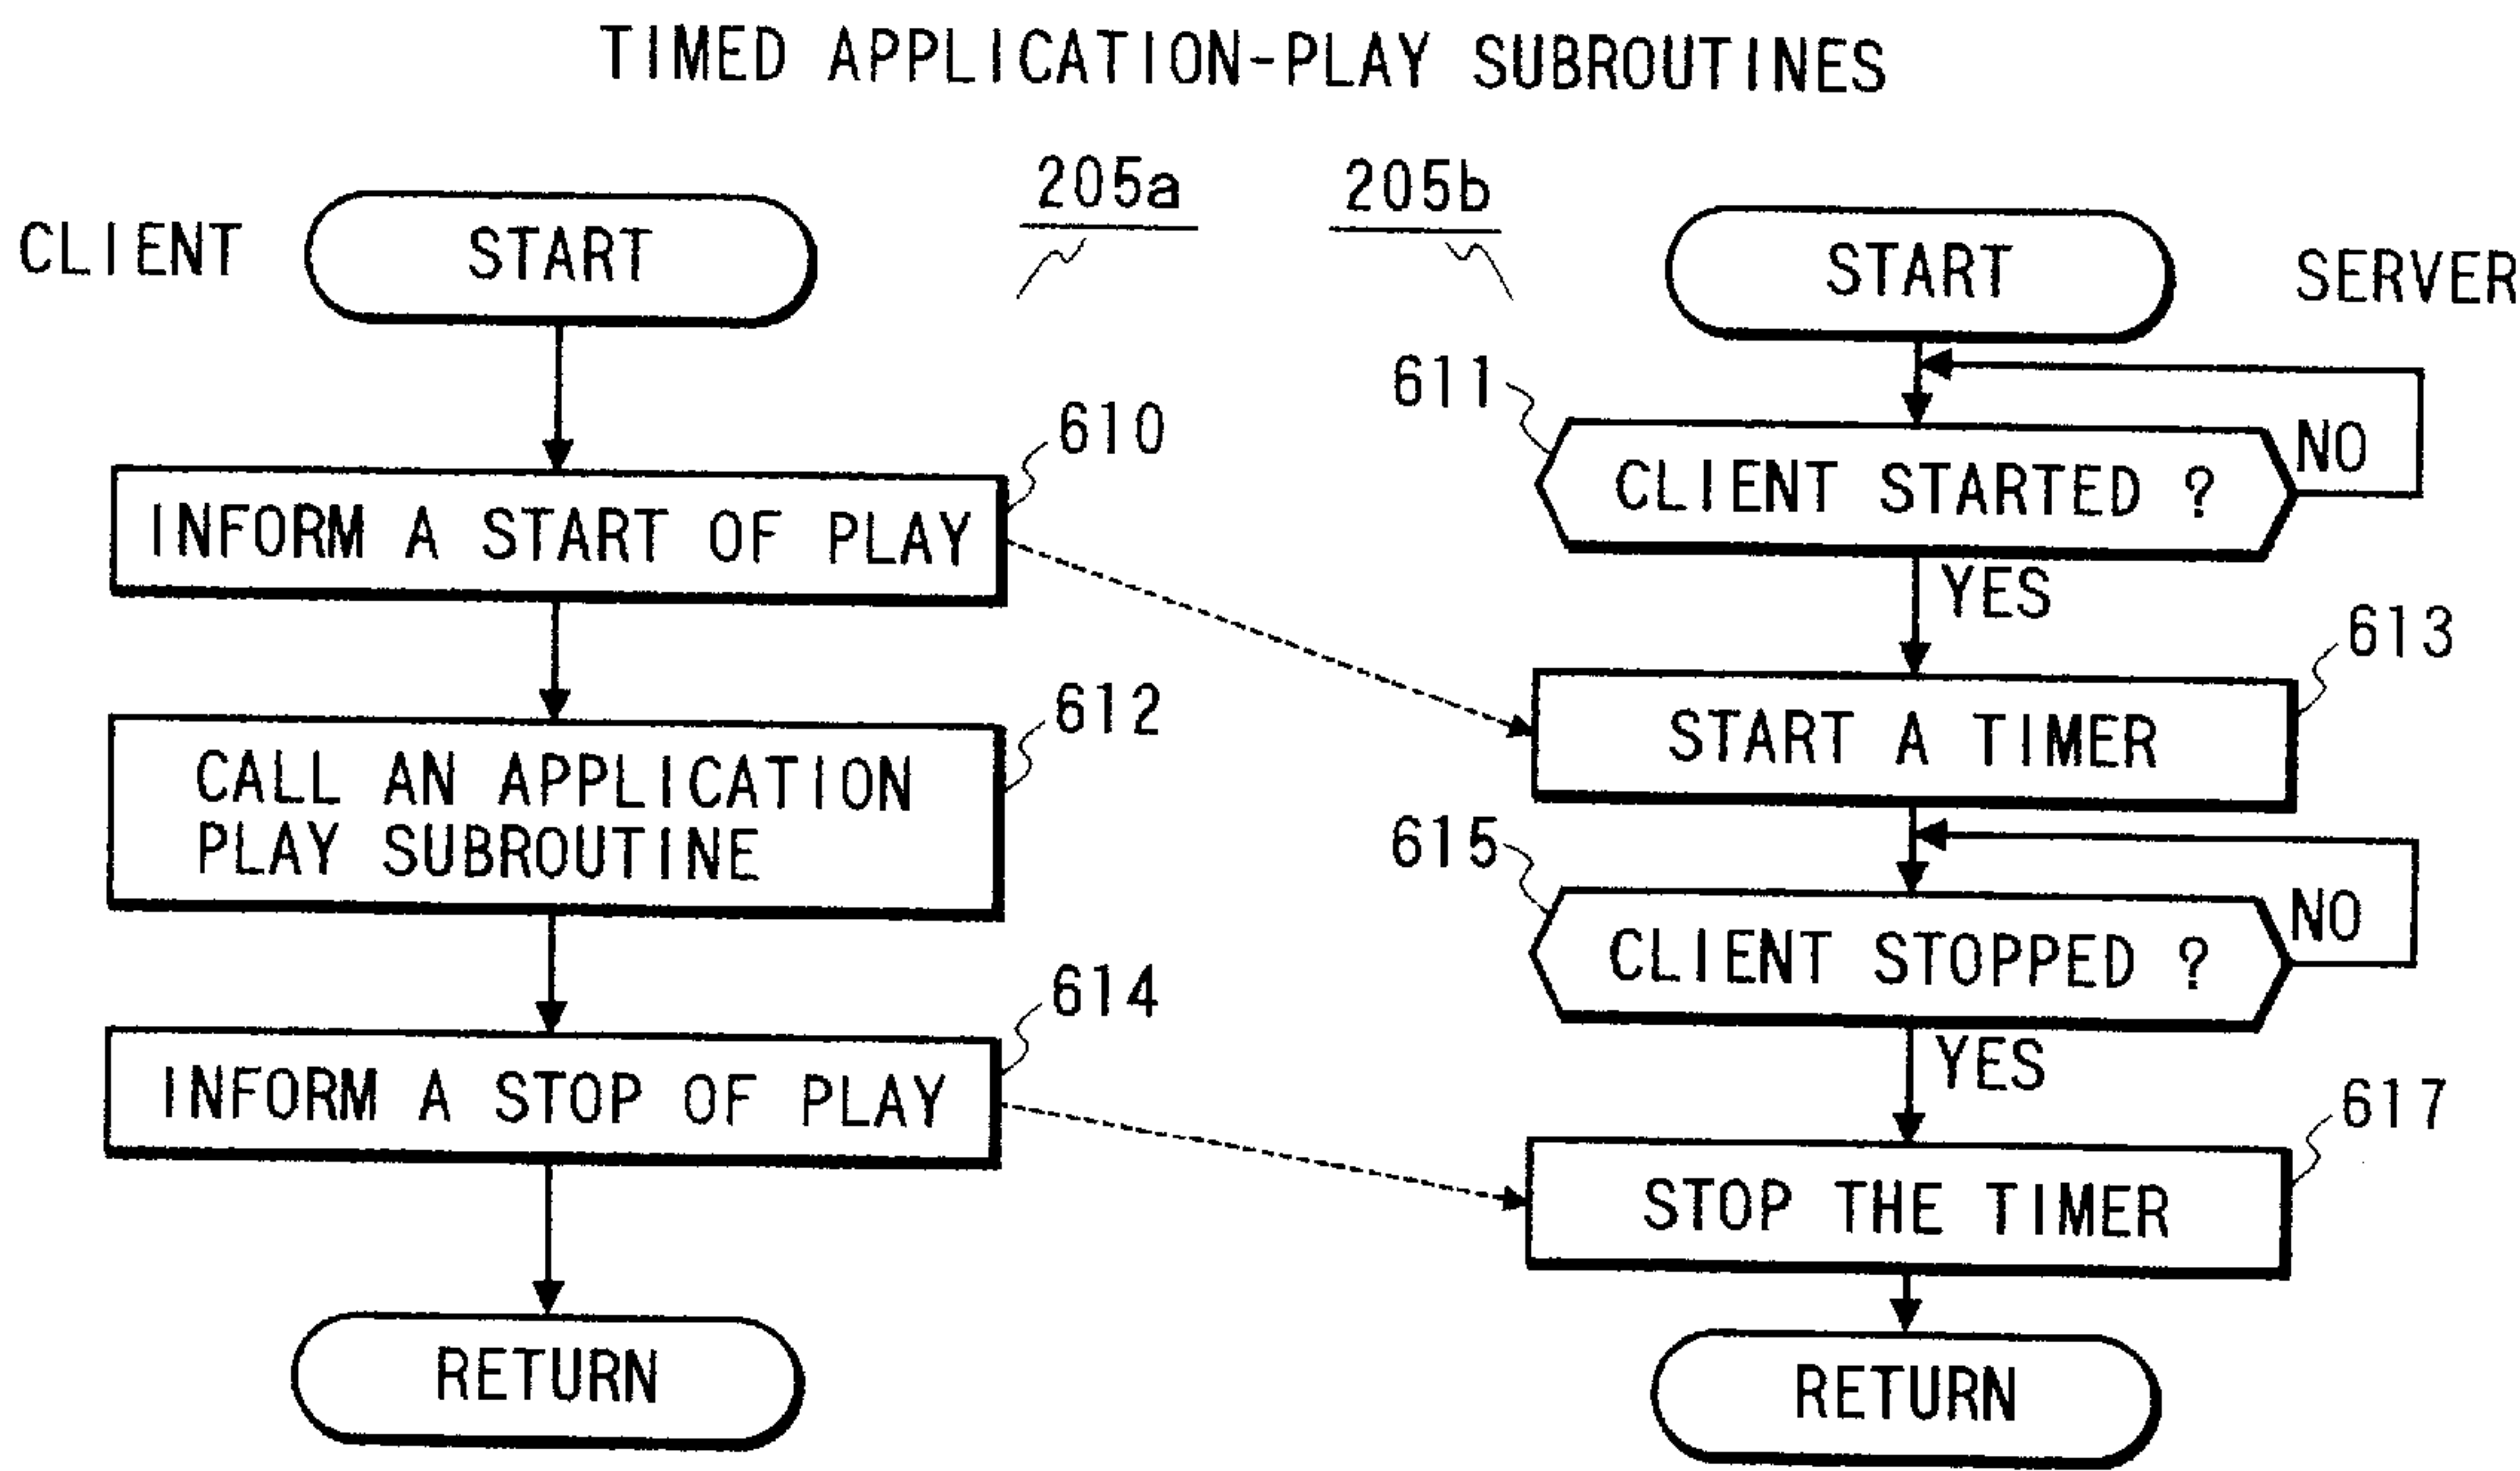 TIMED APPLICATION-PLAY SUBROUTINES
205a
205b
CLIENT
START
610
INFORM A START OF PLAY
612
CALL AN APPLICATION
PLAY SUBROUTINE
614
INFORM A STOP OF PLAY
RETURN
START
SERVER
611
CLIENT STARTED ?
NO
YES
613
START A TIMER
615
CLIENT STOPPED ?
NO
YES
617
STOP THE TIMER
RETURN